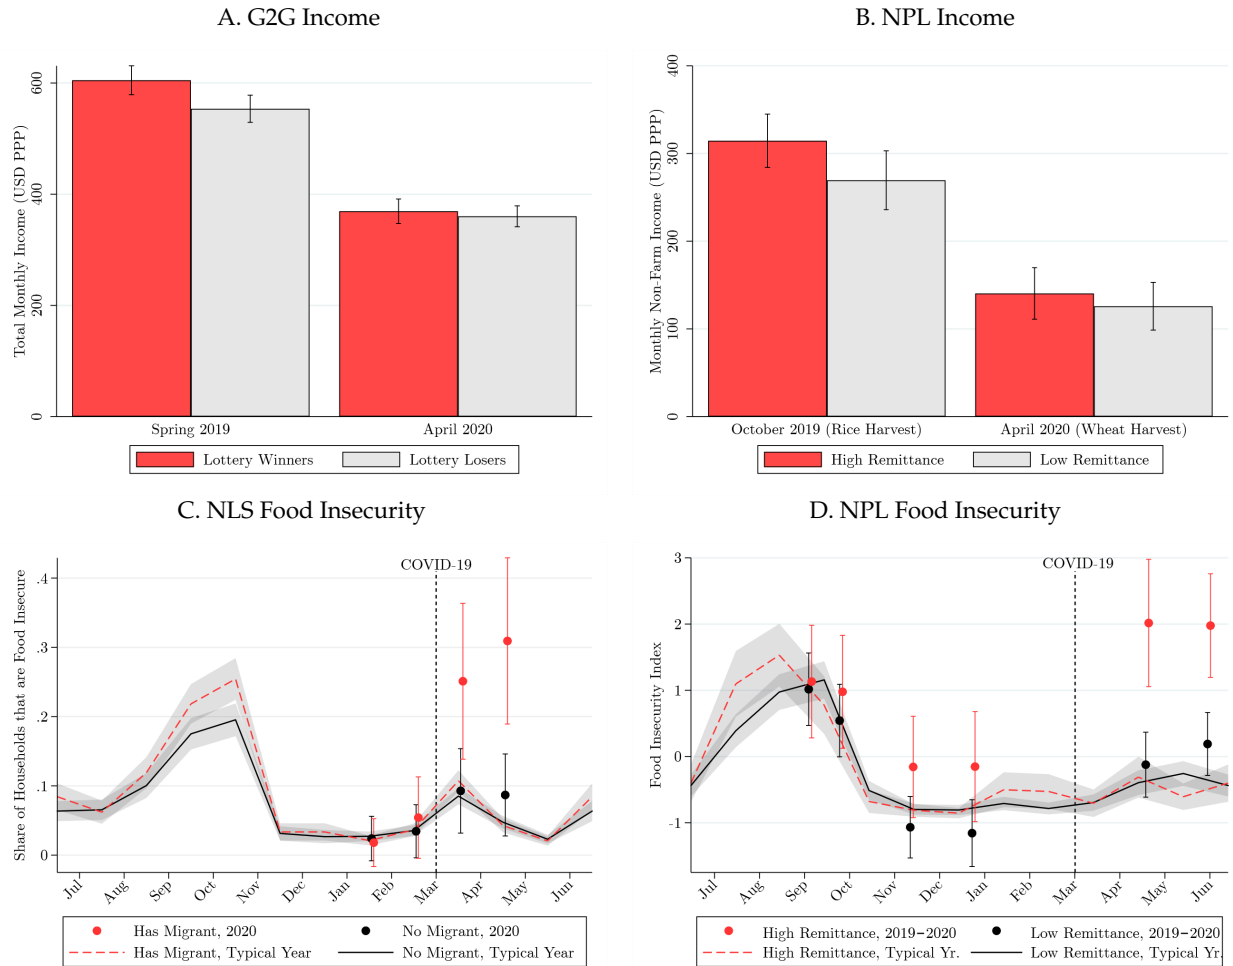 A. G2G Income
Total Monthly Income (USD PPP)
600
400
200
0
Spring 2019
April 2020
Lottery Winners
Lottery Losers
B. NPL Income
Monthly Non-Farm Income (USD PPP)
400
300
200
100
0
October 2019 (Rice Harvest)
April 2020 (Wheat Harvest)
High Remittance
Low Remittance
C. NLS Food Insecurity
Share of Households that are Food Insecure
COVID-19
.4
.3
.2
.1
0
Jul Aug Sep Oct Nov Dec Jan Feb Mar Apr May Jun
Has Migrant, 2020
No Migrant, 2020
Has Migrant, Typical Year
No Migrant, Typical Year
D. NPL Food Insecurity
Food Insecurity Index
COVID-19
3
2
1
0
-1
Jul Aug Sep Oct Nov Dec Jan Feb Mar Apr May Jun
High Remittance, 2019-2020
Low Remittance, 2019-2020
High Remittance, Typical Yr.
Low Remittance, Typical Yr.